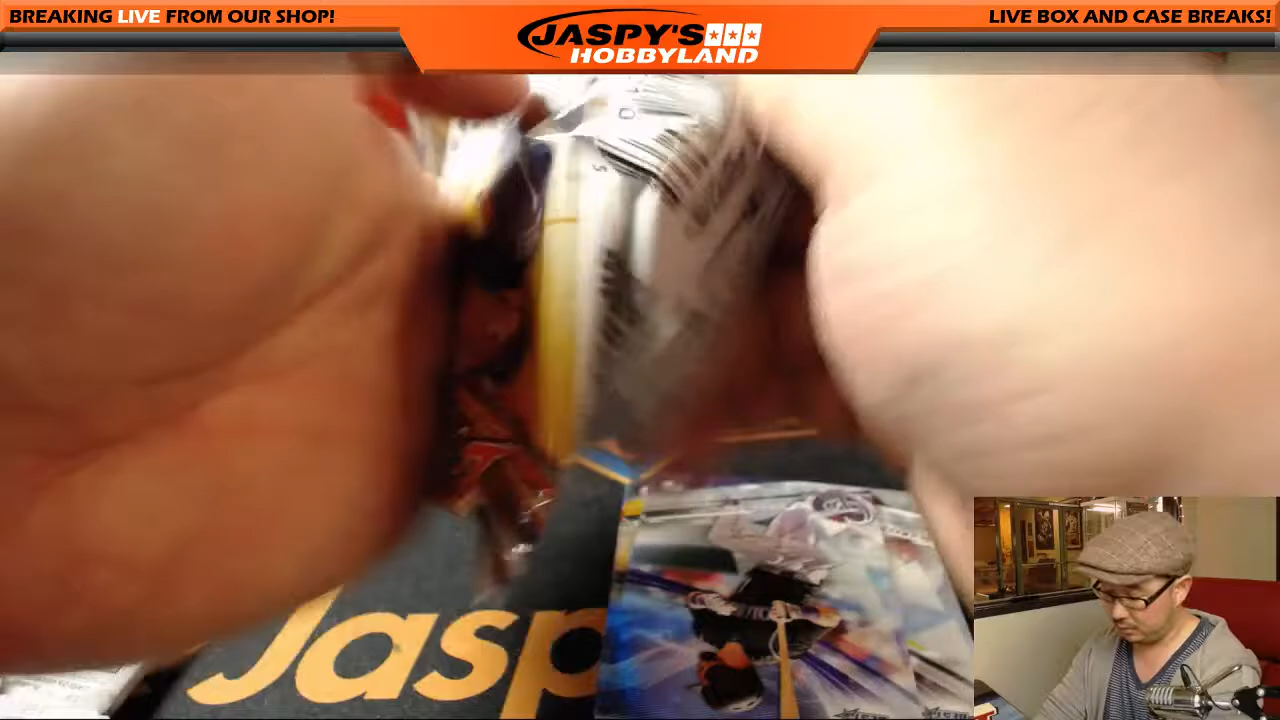 BREAKING LIVE FROM OUR SHOP!
JASPY'S
HOBBYLAND
LIVE BOX AND CASE BREAKS!
Jasp